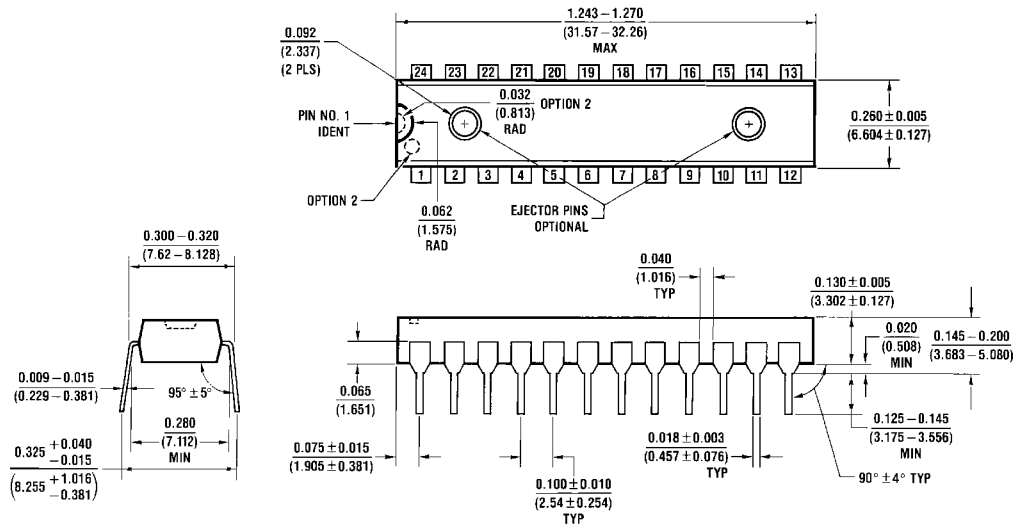 1.243−1.270
(31.57−32.26)
MAX
0.092
(2.337)
(2 PLS)
24 23 22 21 20 19 18 17 16 15 14 13
0.032
(0.813)
RAD
OPTION 2
PIN NO. 1
IDENT
0.260 ± 0.005
(6.604 ± 0.127)
1 2 3 4 5 6 7 8 9 10 11 12
OPTION 2
0.062
(1.575)
RAD
EJECTOR PINS
OPTIONAL
0.300−0.320
(7.62−8.128)
0.040
(1.016)
TYP
0.130 ± 0.005
(3.302 ± 0.127)
0.020
(0.508)
MIN
0.145−0.200
(3.683−5.080)
0.009−0.015
(0.229−0.381)
95° ± 5°
0.280
(7.112)
MIN
0.325 +0.040
−0.015
(8.255 +1.016
−0.381)
0.065
(1.651)
0.075 ± 0.015
(1.905 ± 0.381)
0.100 ± 0.010
(2.54 ± 0.254)
TYP
0.018 ± 0.003
(0.457 ± 0.076)
TYP
0.125−0.145
(3.175−3.556)
MIN
90° ± 4° TYP